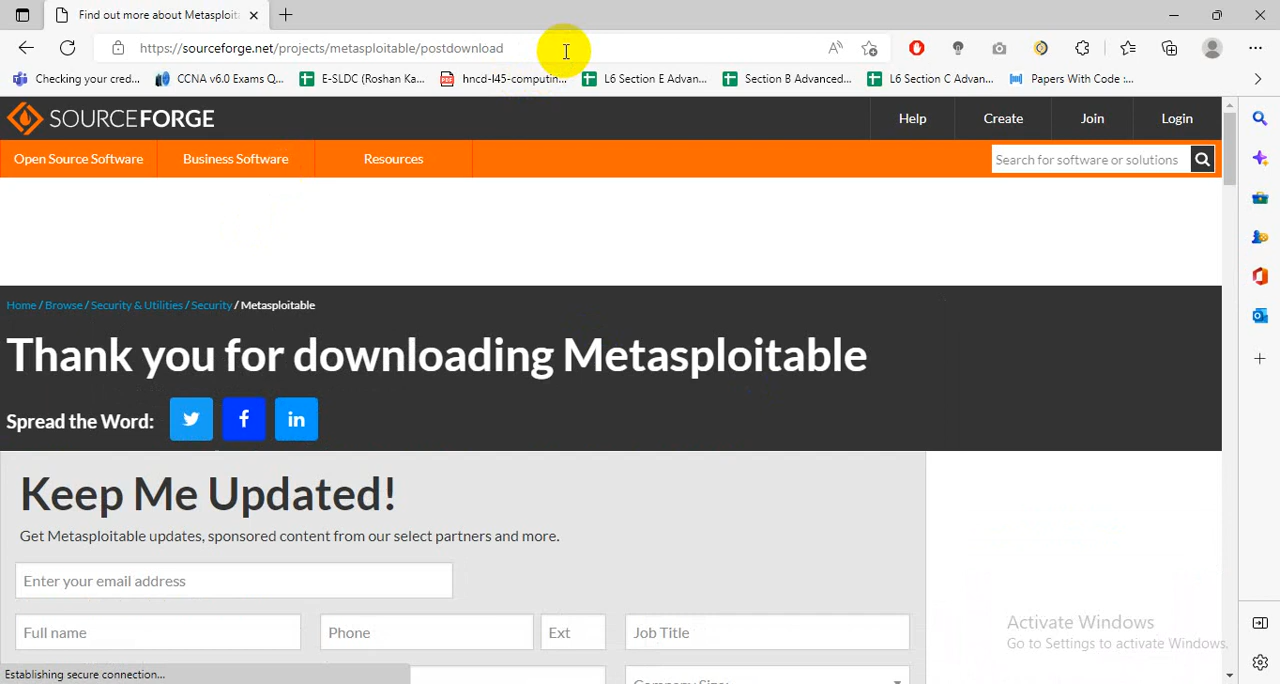 Find out more about Metasploita
https://sourceforge.net/projects/metasploitable/postdownload
Checking your cred...
CCNA v6.0 Exams Q...
E-SLDC (Roshan Ka...
hncd-l45-computin...
L6 Section E Advan...
Section B Advanced...
L6 Section C Advan...
Papers With Code :...
SOURCEFORGE
Help
Create
Join
Login
Open Source Software
Business Software
Resources
Search for software or solutions
Home / Browse / Security & Utilities / Security / Metasploitable
Thank you for downloading Metasploitable
Spread the Word:
Keep Me Updated!
Get Metasploitable updates, sponsored content from our select partners and more.
Enter your email address
Full name
Phone
Ext
Job Title
Activate Windows
Go to Settings to activate Windows.
Establishing secure connection...
Company Size: